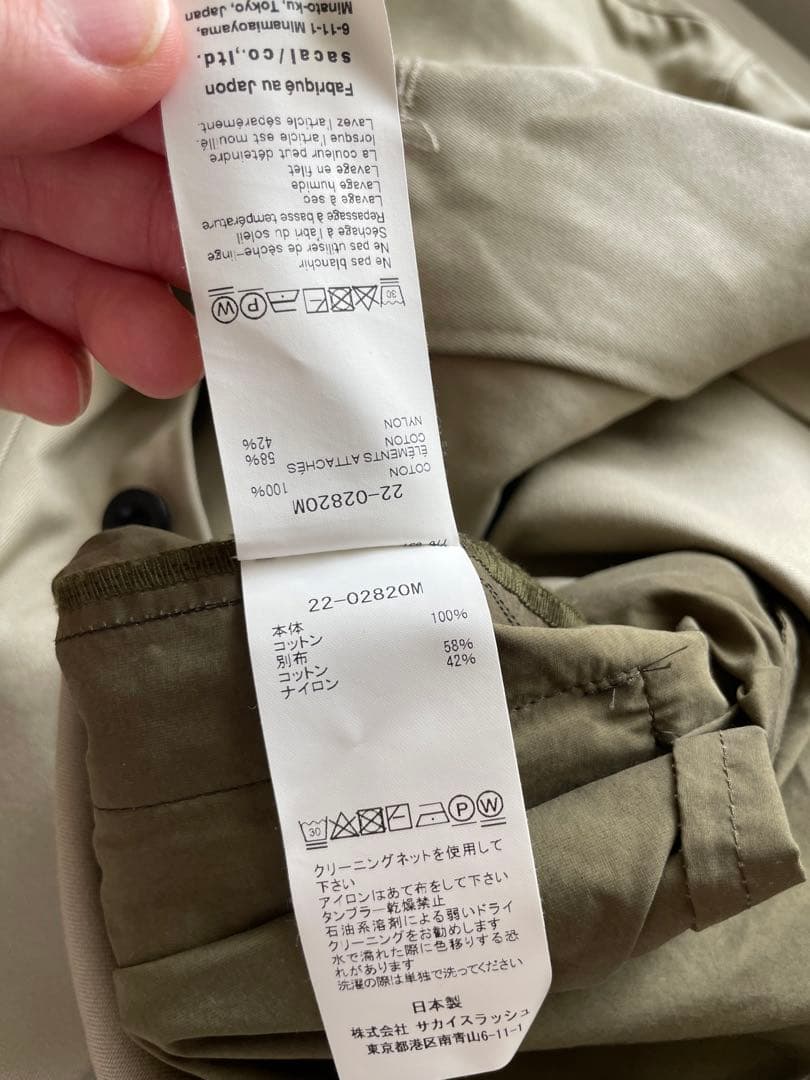 Minato-ku, Tokyo, Japan
6-11-1 Minamiaoyama,
sacai/co.,ltd.
Fabriqué au Japon
Lavez l'article séparément.
lorsque l'article est mouillé.
La couleur peut déteindre
Lavage en filet
Lavage humide
Lavage à sec
Repassage à basse température
Séchage à l'abri du soleil
Ne pas utiliser de sèche-linge
Ne pas blanchir
30 P W
NYLON 42%
COTON 58%
ÉLÉMENTS ATTACHÉS
COTON 100%
22-02820M
22-02820M
本体
コットン 100%
別布
コットン 58%
ナイロン 42%
30 P W
クリーニングネットを使用して
下さい
アイロンはあて布をして下さい
タンブラー乾燥禁止
石油系溶剤による弱いドライ
クリーニングをお勧めします
水で濡れた際に色移りする恐
れがあります
洗濯の際は単独で洗ってください
日本製
株式会社 サカイスラッシュ
東京都港区南青山6-11-1